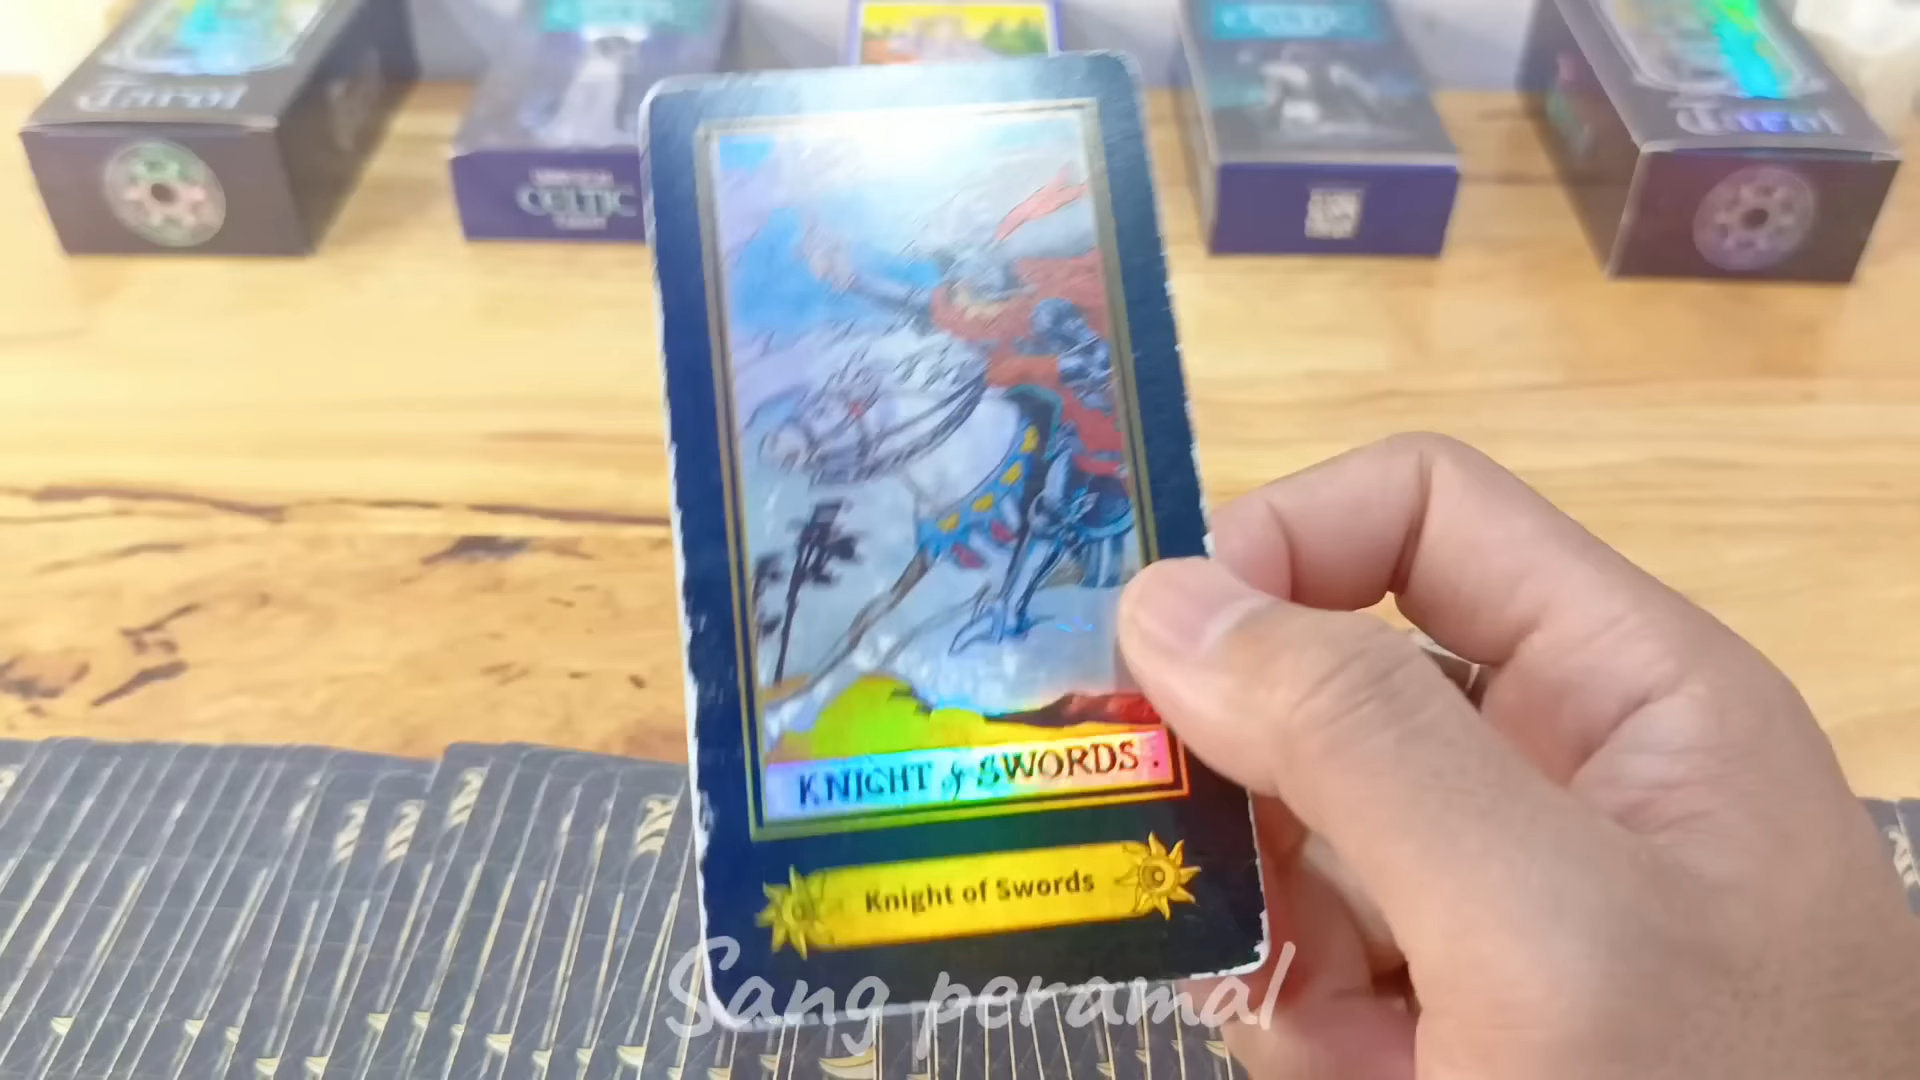 Tarot
CELTIC
Tarot
KNIGHT of SWORDS.
Knight of Swords
Sang peramal